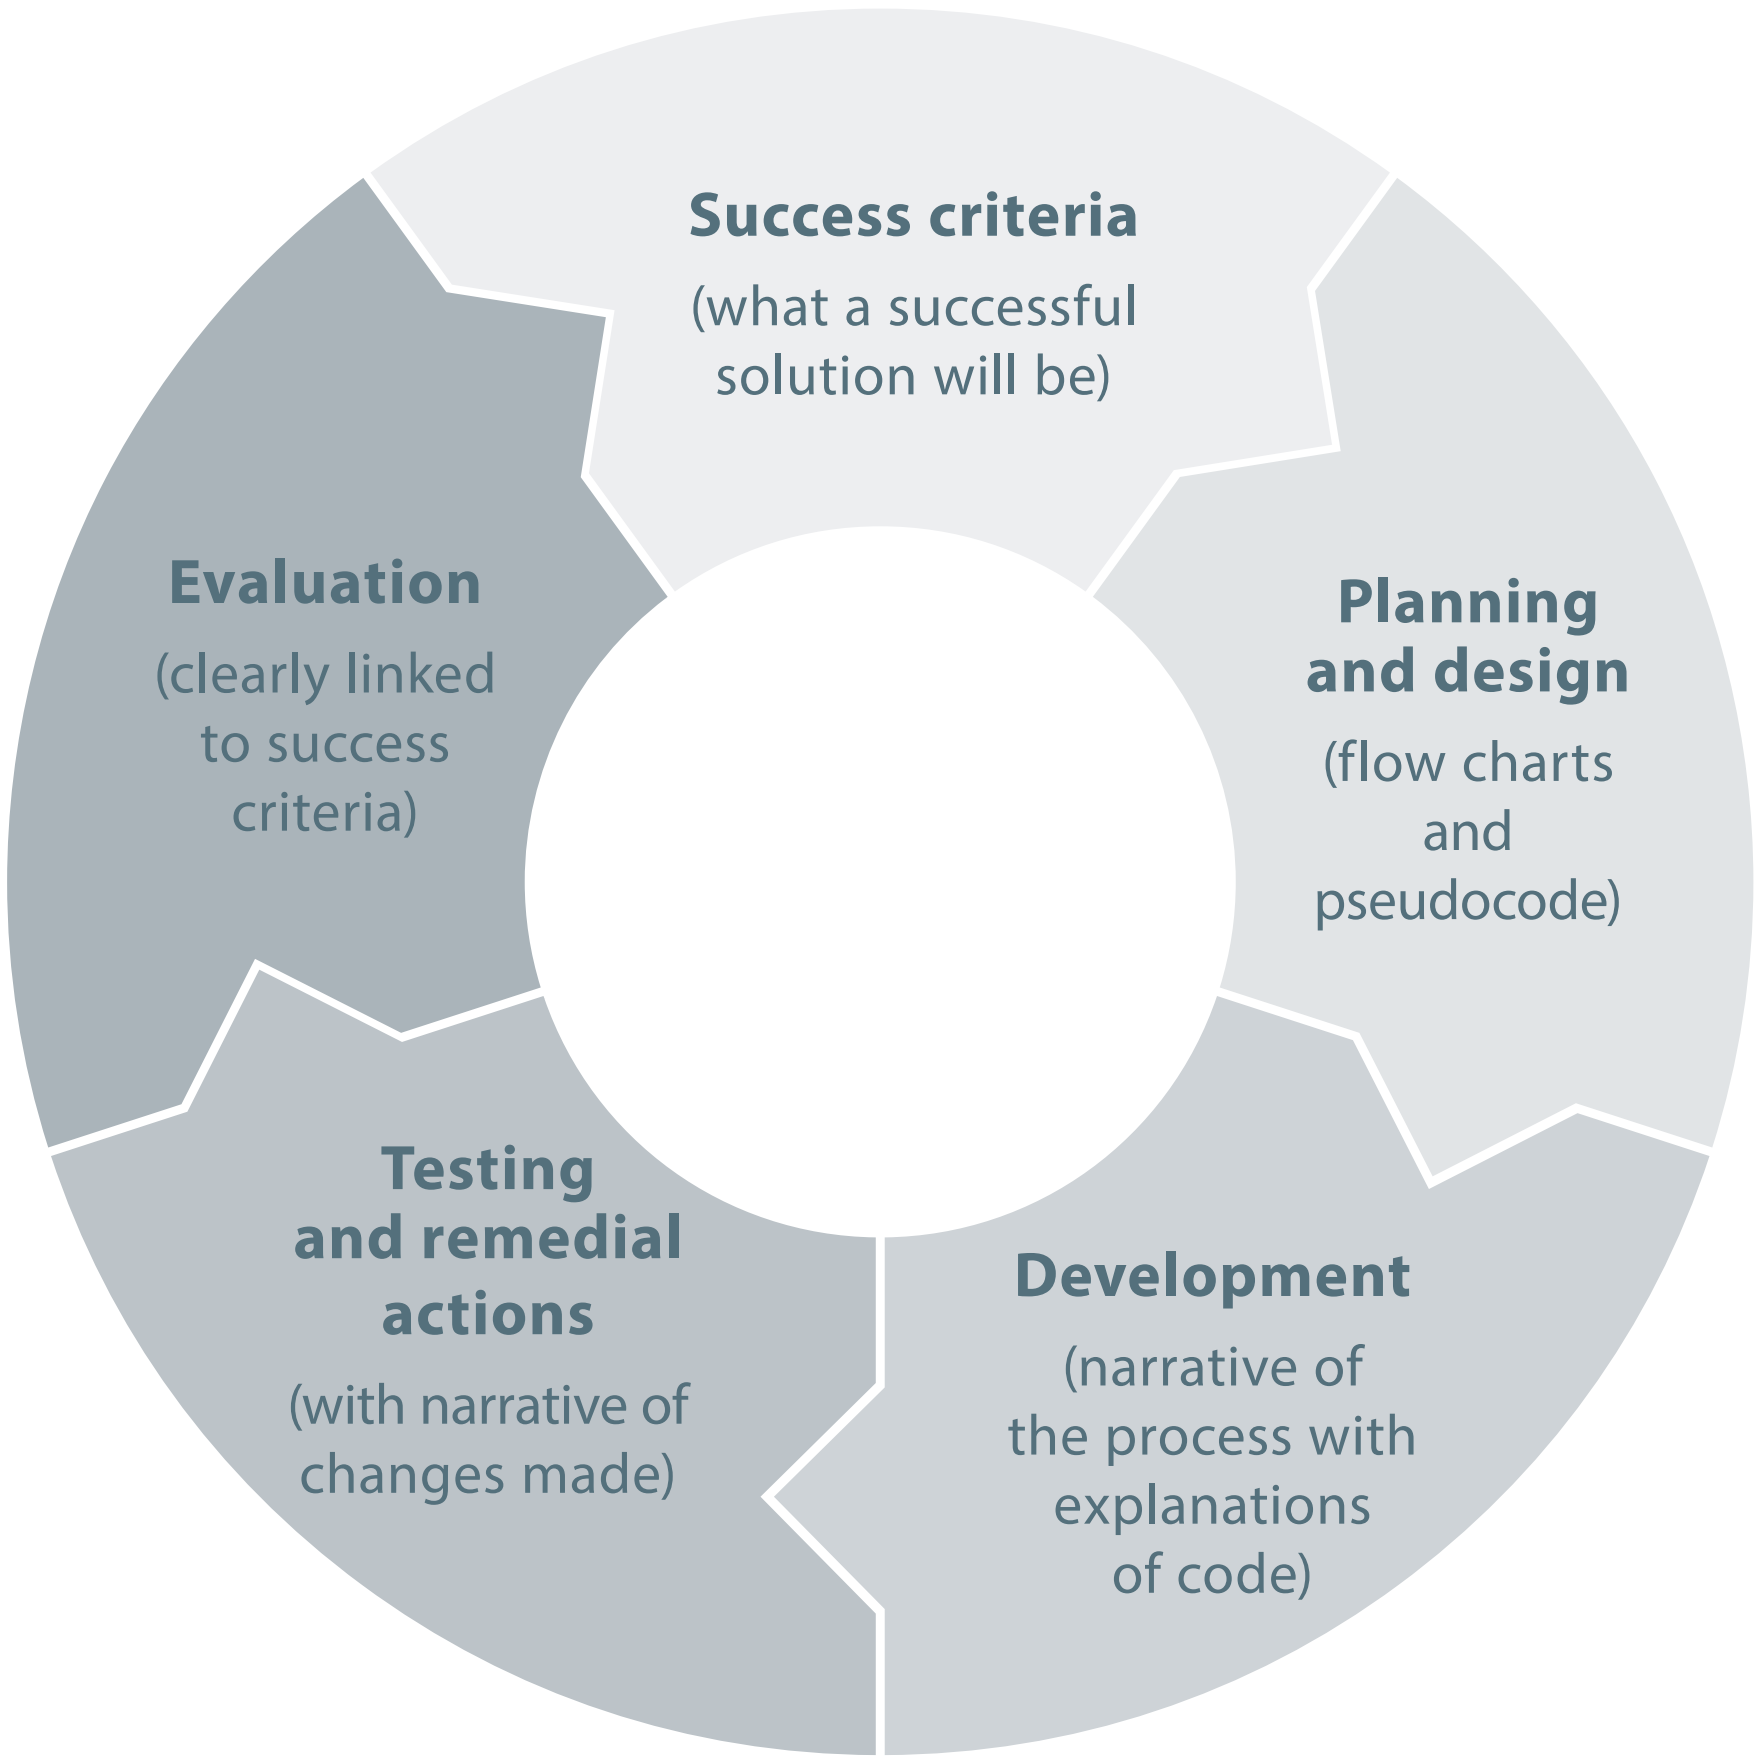 Success criteria
(what a successful
solution will be)
Planning
and design
(flow charts
and
pseudocode)
Development
(narrative of
the process with
explanations
of code)
Testing
and remedial
actions
(with narrative of
changes made)
Evaluation
(clearly linked
to success
criteria)